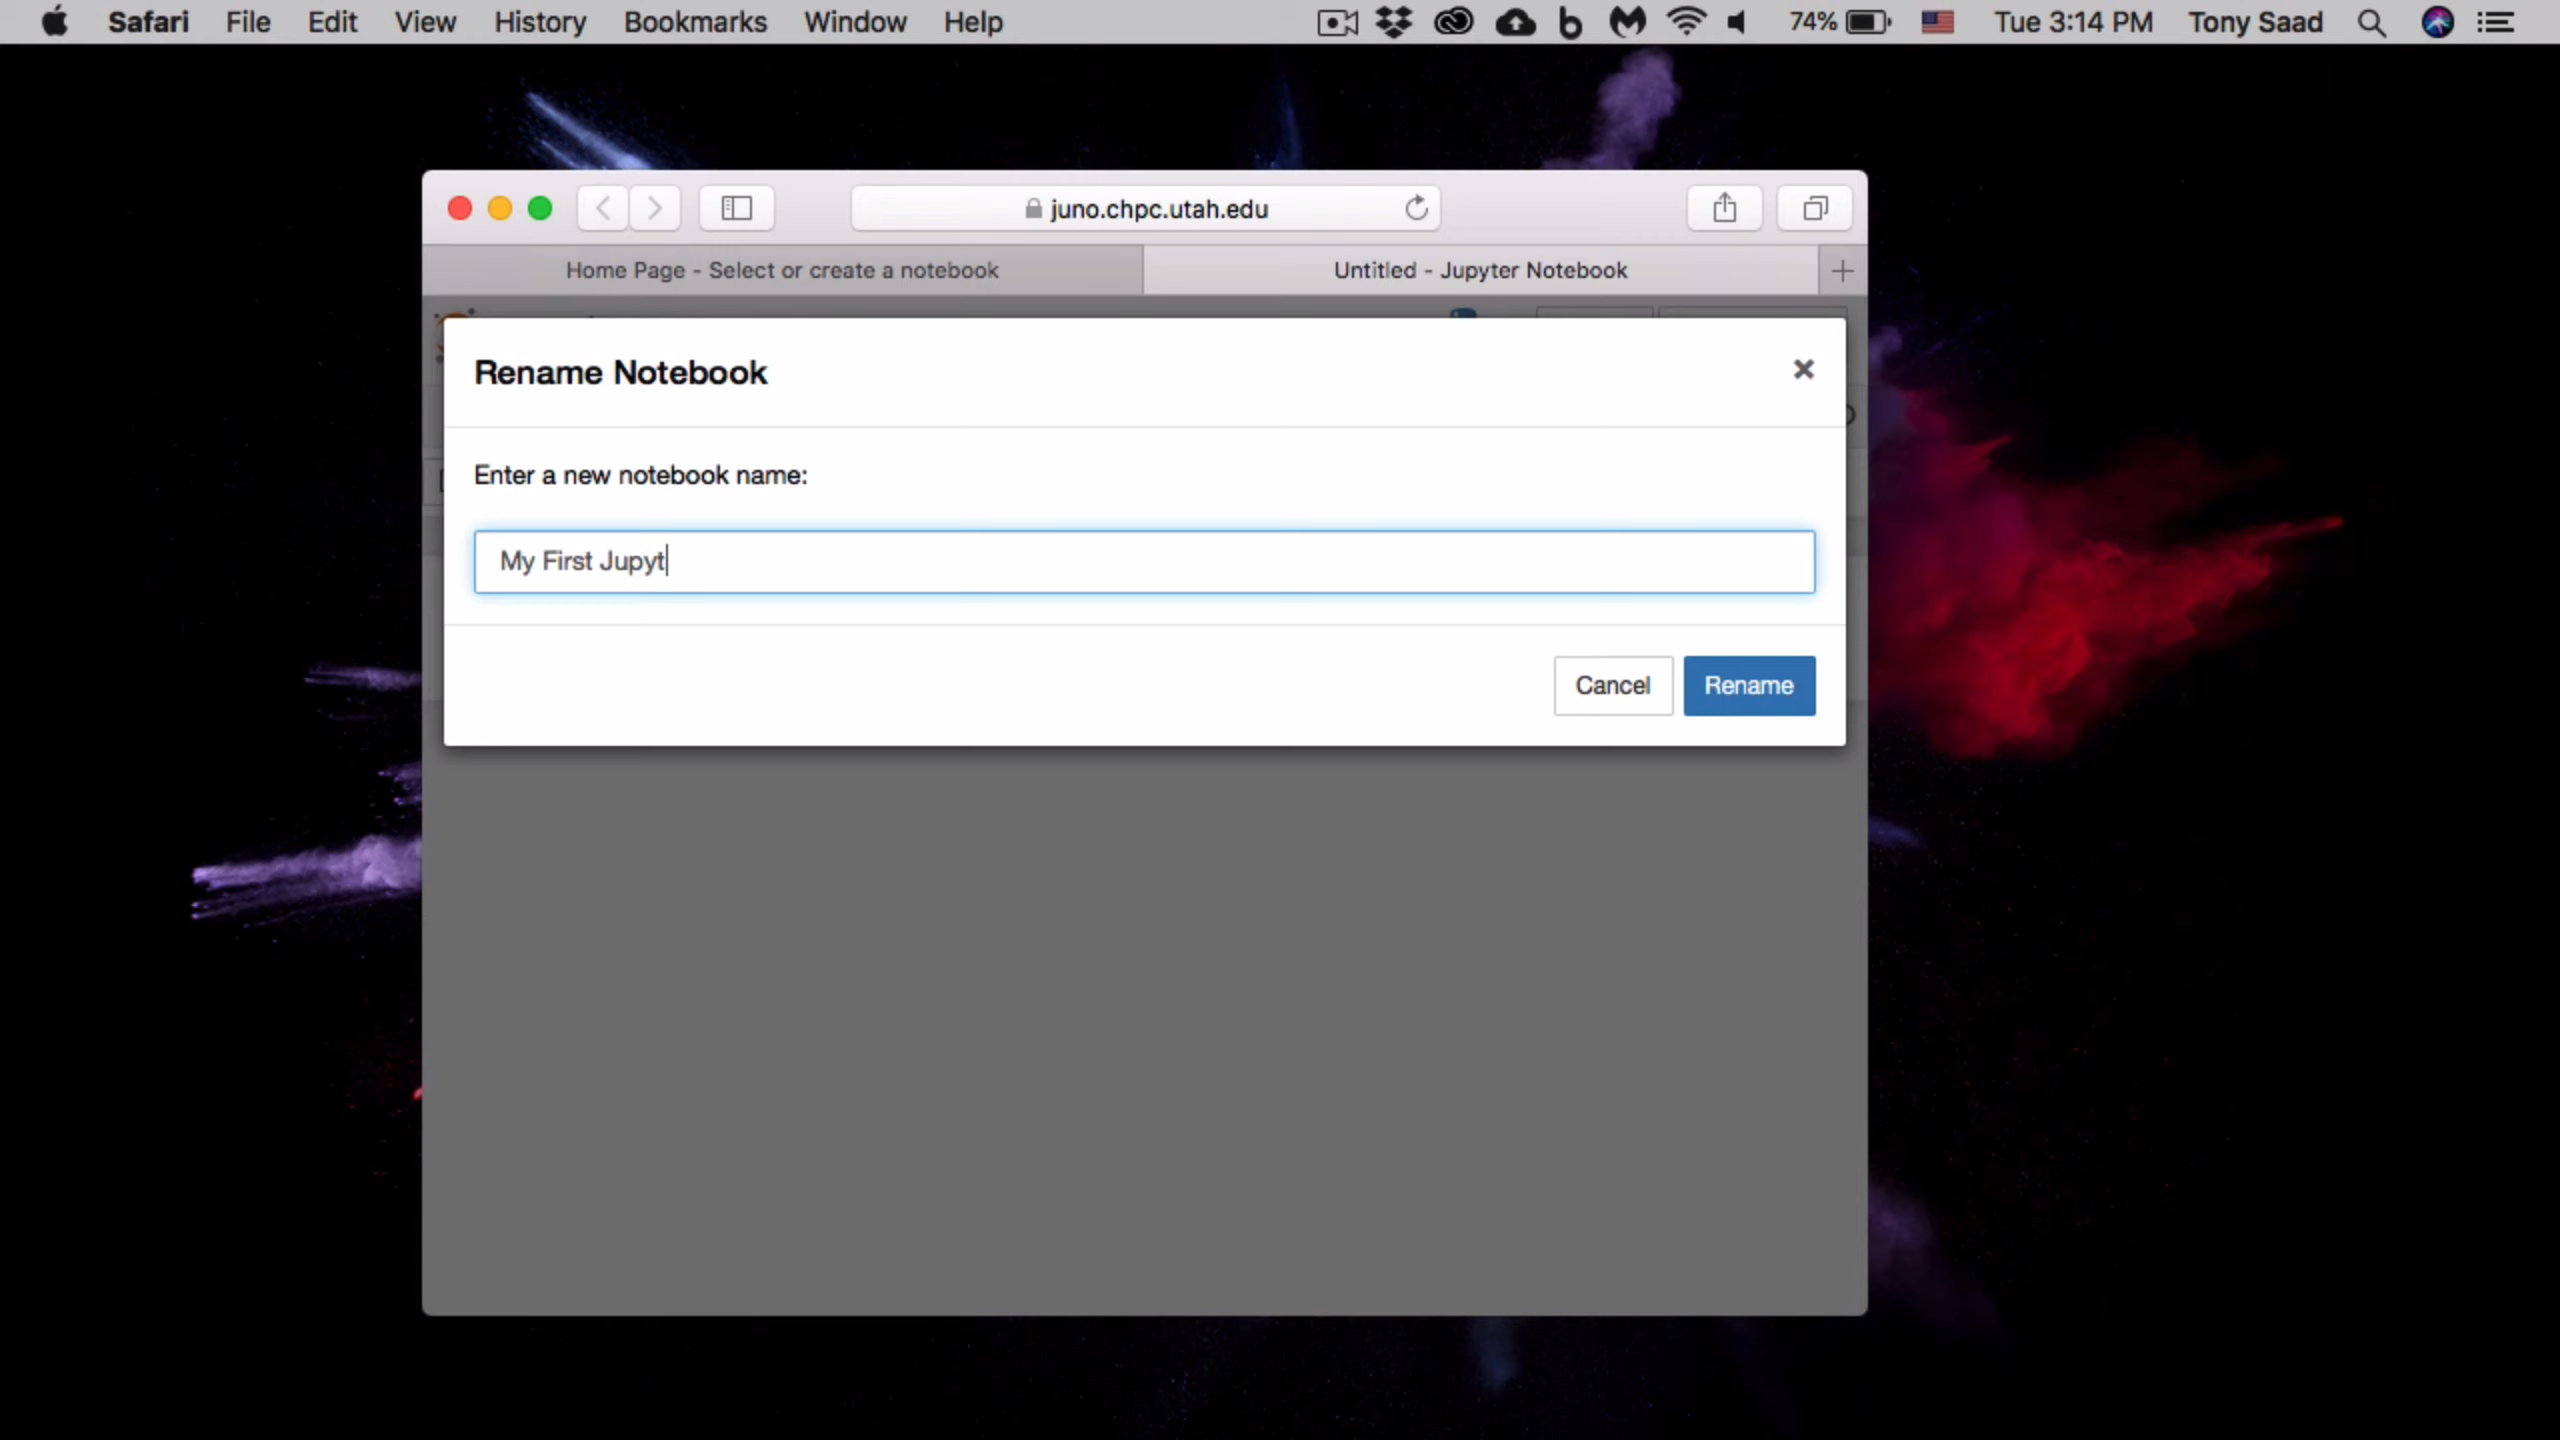 Safari File Edit View History Bookmarks Window Help 74% Tue 3:14 PM Tony Saad
juno.chpc.utah.edu
Home Page - Select or create a notebook Untitled - Jupyter Notebook
Rename Notebook
Enter a new notebook name:
My First Jupyt
Cancel Rename